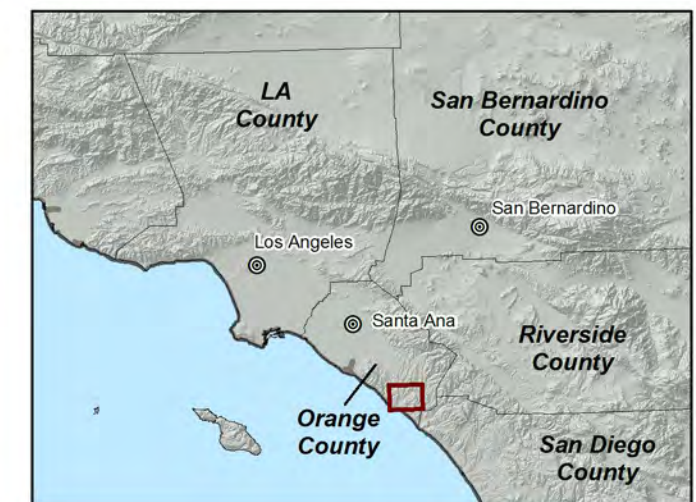 LA
County
San Bernardino
County
San Bernardino
Los Angeles
Santa Ana
Riverside
County
Orange
County
San Diego
County